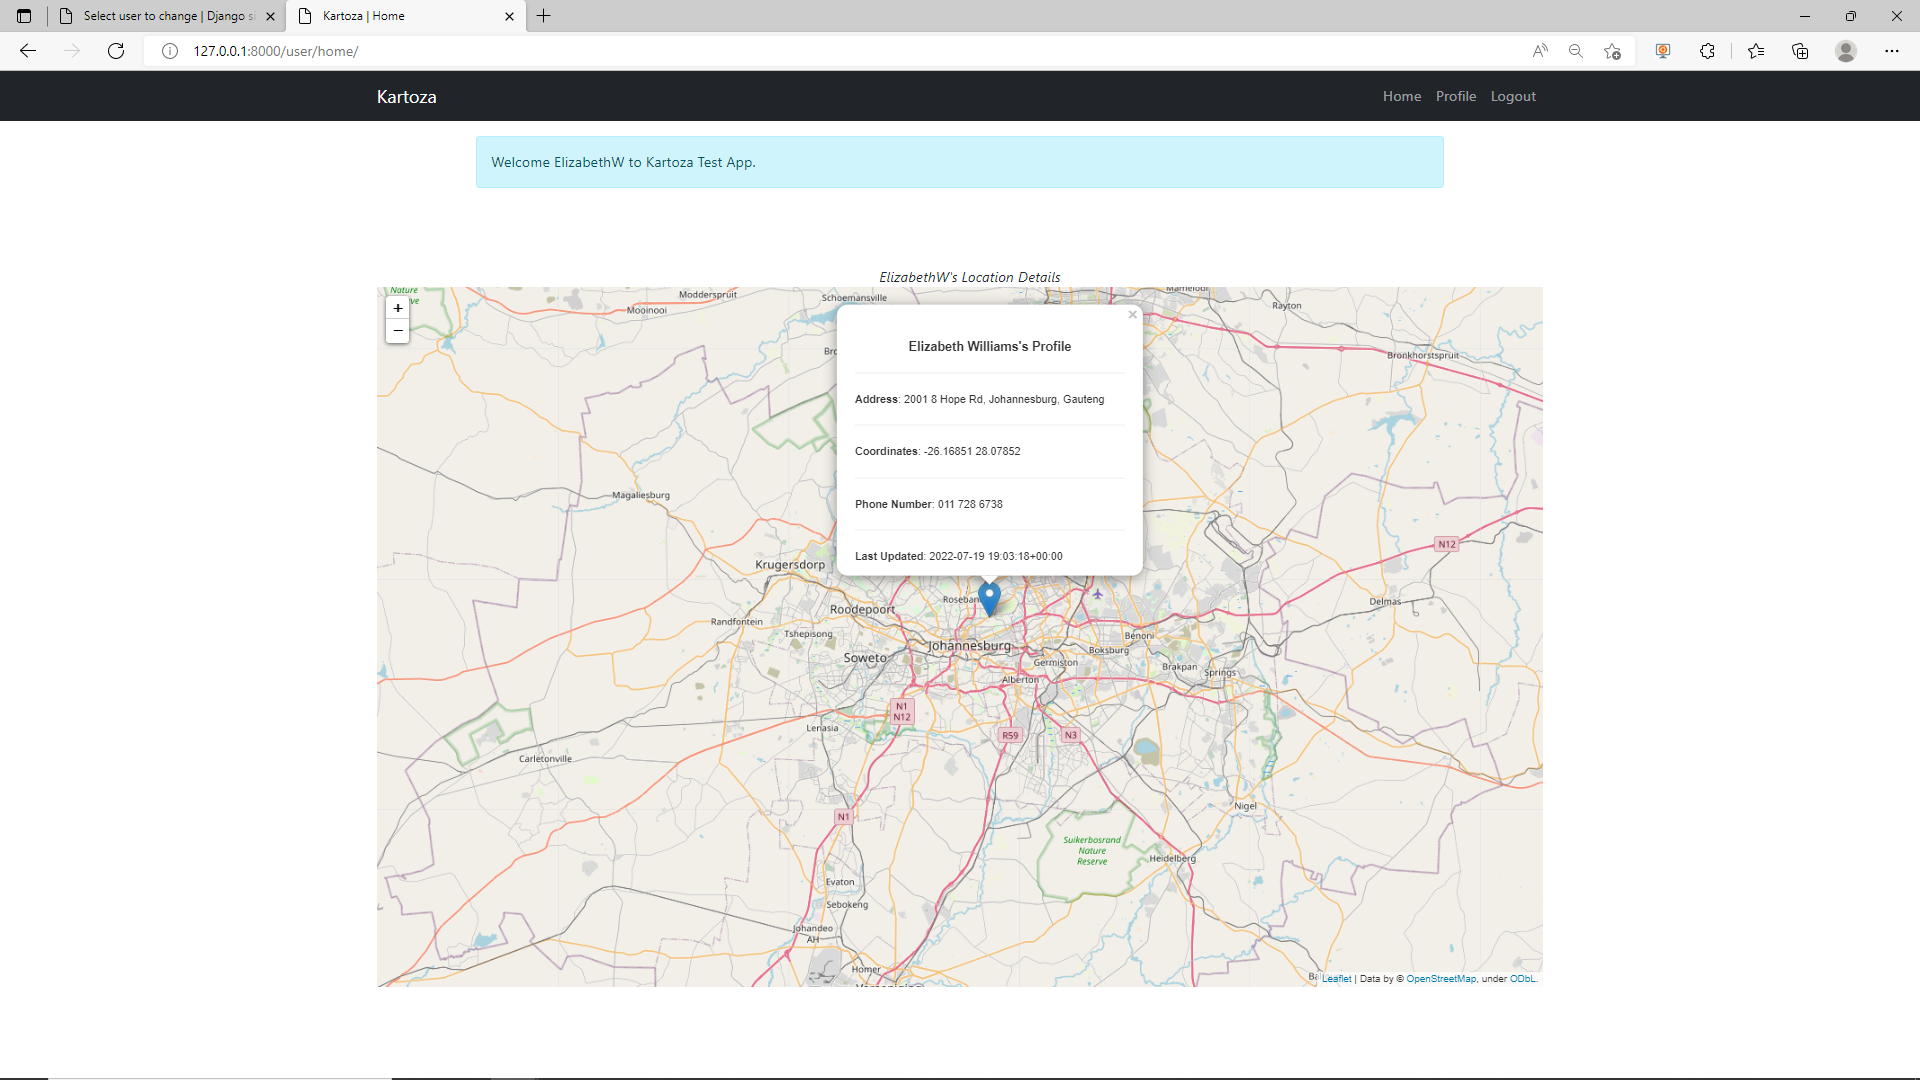 Select user to change | Django si
Kartoza | Home
127.0.0.1:8000/user/home/
Kartoza
Home Profile Logout
Welcome ElizabethW to Kartoza Test App.
ElizabethW's Location Details
+
−
Nature
Modderspruit
Mooinooi
Schoemansville
Mamelodi
Rayton
Bronkhorstspruit
×
Elizabeth Williams's Profile
Address: 2001 8 Hope Rd, Johannesburg, Gauteng
Coordinates: -26.16851 28.07852
Phone Number: 011 728 6738
Last Updated: 2022-07-19 19:03:18+00:00
Magaliesburg
N12
Krugersdorp
Roseban
Delmas
Roodepoort
Randfontein
Tshepisong
Benoni
Johannesburg
Boksburg
Soweto
Germiston
Brakpan
Springs
Alberton
N1
N12
Lenasia
R59
N3
Carletonville
Nigel
N1
Suikerbosrand
Nature
Reserve
Heidelberg
Evaton
Sebokeng
Johandeo
AH
Homer
Leaflet | Data by © OpenStreetMap, under ODbL.